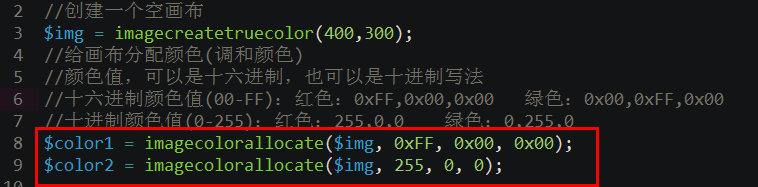 2 //创建一个空画布
3 $img = imagecreatetruecolor(400,300);
4 //给画布分配颜色(调和颜色)
5 //颜色值，可以是十六进制，也可以是十进制写法
6 //十六进制颜色值(00-FF)：红色：0xFF,0x00,0x00 绿色：0x00,0xFF,0x00
7 //十进制颜色值(0-255)：红色：255,0,0 绿色：0,255,0
8 $color1 = imagecolorallocate($img, 0xFF, 0x00, 0x00);
9 $color2 = imagecolorallocate($img, 255, 0, 0);
10